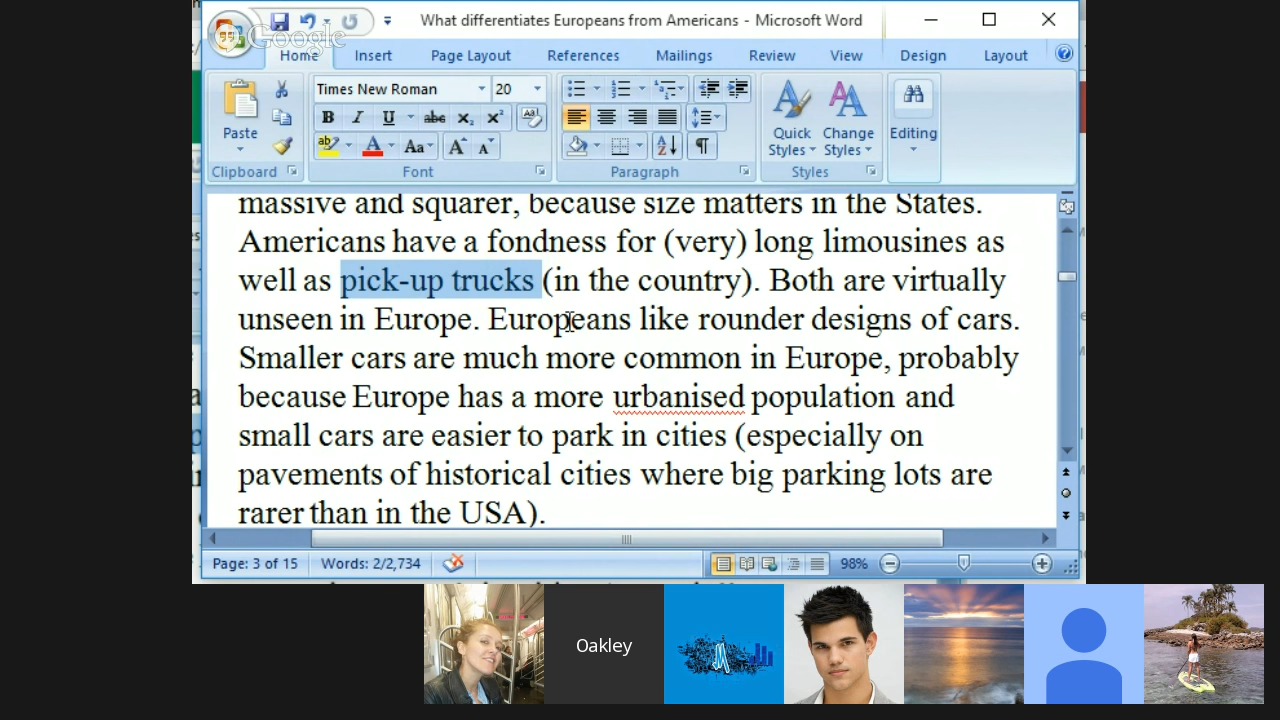 What differentiates Europeans from Americans - Microsoft Word
Google
Home Insert Page Layout References Mailings Review View Design Layout
Times New Roman 20
Paste
Quick Styles
Change Styles
Editing
Clipboard Font Paragraph Styles
massive and squarer, because size matters in the States.
Americans have a fondness for (very) long limousines as
well as pick-up trucks (in the country). Both are virtually
unseen in Europe. Europeans like rounder designs of cars.
Smaller cars are much more common in Europe, probably
because Europe has a more urbanised population and
small cars are easier to park in cities (especially on
pavements of historical cities where big parking lots are
rarer than in the USA).
Page: 3 of 15 Words: 2/2,734 98%
Oakley